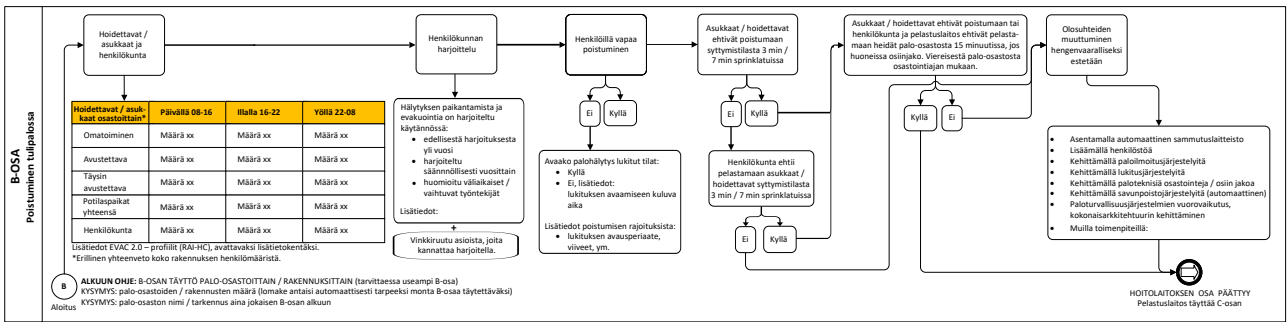 B-OSA
Poistuminen tulipalossa
Hoidettavat /
asukkaat ja
henkilökunta
Henkilökunnan
harjoittelu
Henkilöillä vapaa
poistuminen
Asukkaat / hoidettavat
ehtivät poistumaan
syttymistilasta 3 min /
7 min sprinklatuissa
Asukkaat / hoidettavat ehtivät poistumaan tai
henkilökunta ja pelastuslaitos ehtivät pelasta-
maan heidät palo-osastosta 15 minuutissa, jos
huoneissa osiinjako. Viereisestä palo-osastosta
osastointiajan mukaan.
Olosuhteiden
muuttuminen
hengenvaaralliseksi
estetään
Hoidettavat / asuk-
kaat osastoittain*
Päivällä 08-16
Illalla 16-22
Yöllä 22-08
Omatoiminen
Määrä xx
Määrä xx
Määrä xx
Avustettava
Määrä xx
Määrä xx
Määrä xx
Täysin
avustettava
Määrä xx
Määrä xx
Määrä xx
Potilaspaikat
yhteensä
Määrä xx
Määrä xx
Määrä xx
Henkilökunta
Määrä xx
Määrä xx
Määrä xx
Lisätiedot EVAC 2.0 – profiilit (RAI-HC), avattavaksi lisätietokentäksi.
*Erillinen yhteenveto koko rakennuksen henkilömääristä.
Hälytyksen paikantamista ja
evakuointia on harjoiteltu
käytännössä:
• edellisestä harjoituksesta
yli vuosi
• harjoiteltu
säännnöllisesti vuosittain
• huomioitu väliaikaiset /
vaihtuvat työntekijät
Lisätiedot:
+
Vinkkiruutu asioista, joita
kannattaa harjoitella.
Ei
Kyllä
Avaako palohälytys lukitut tilat:
• Kyllä
• Ei, lisätiedot:
lukituksen avaamiseen kuluva
aika
Lisätiedot poistumisen rajoituksista:
• lukituksen avausperiaate,
viiveet, ym.
Ei
Kyllä
Henkilökunta ehtii
pelastamaan asukkaat /
hoidettavat syttymistilasta
3 min / 7 min sprinklatuissa
Ei
Kyllä
Kyllä
Ei
• Asentamalla automaattinen sammutuslaitteisto
• Lisäämällä henkilöstöä
• Kehittämällä paloilmoitusjärjestelyitä
• Kehittämällä lukitusjärjestelyitä
• Kehittämällä paloteknisiä osastointeja / osiin jakoa
• Kehittämällä savunpoistojärjestelyitä (automaattinen)
• Paloturvallisuusjärjestelmien vuorovaikutus,
kokonaisarkkitehtuurin kehittäminen
• Muilla toimenpiteillä:
B
Aloitus
ALKUUN OHJE: B-OSAN TÄYTTÖ PALO-OSASTOITTAIN / RAKENNUKSITTAIN (tarvittaessa useampi B-osa)
KYSYMYS: palo-osastoiden / rakennusten määrä (lomake antaisi automaattisesti tarpeeksi monta B-osaa täytettäväksi)
KYSYMYS: palo-osaston nimi / tarkennus aina jokaisen B-osan alkuun
HOITOLAITOKSEN OSA PÄÄTTYY
Pelastuslaitos täyttää C-osan